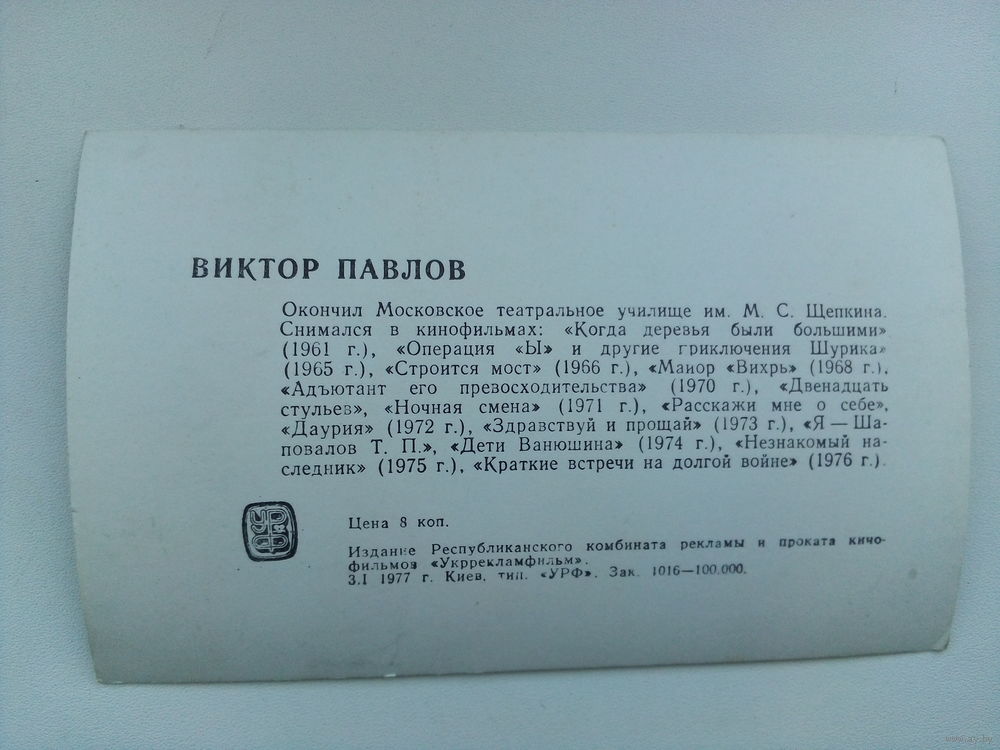 ВИКТОР ПАВЛОВ
Окончил Московское театральное училище им. М. С. Щепкина.
Снимался в кинофильмах: «Когда деревья были большими»
(1961 г.), «Операция «Ы» и другие приключения Шурика»
(1965 г.), «Строится мост» (1966 г.), «Майор «Вихрь» (1968 г.),
«Адъютант его превосходительства» (1970 г.), «Двенадцать
стульев», «Ночная смена» (1971 г.), «Расскажи мне о себе»,
«Даурия» (1972 г.), «Здравствуй и прощай» (1973 г.), «Я — Ша-
повалов Т. П.», «Дети Ванюшина» (1974 г.), «Незнакомый на-
следник» (1975 г.), «Краткие встречи на долгой войне» (1976 г.).
Цена 8 коп.
Издание Республиканского комбината рекламы и проката кино-
фильмов «Укррекламфильм».
3.I 1977 г. Киев, тип. «УРФ». Зак. 1016—100.000.